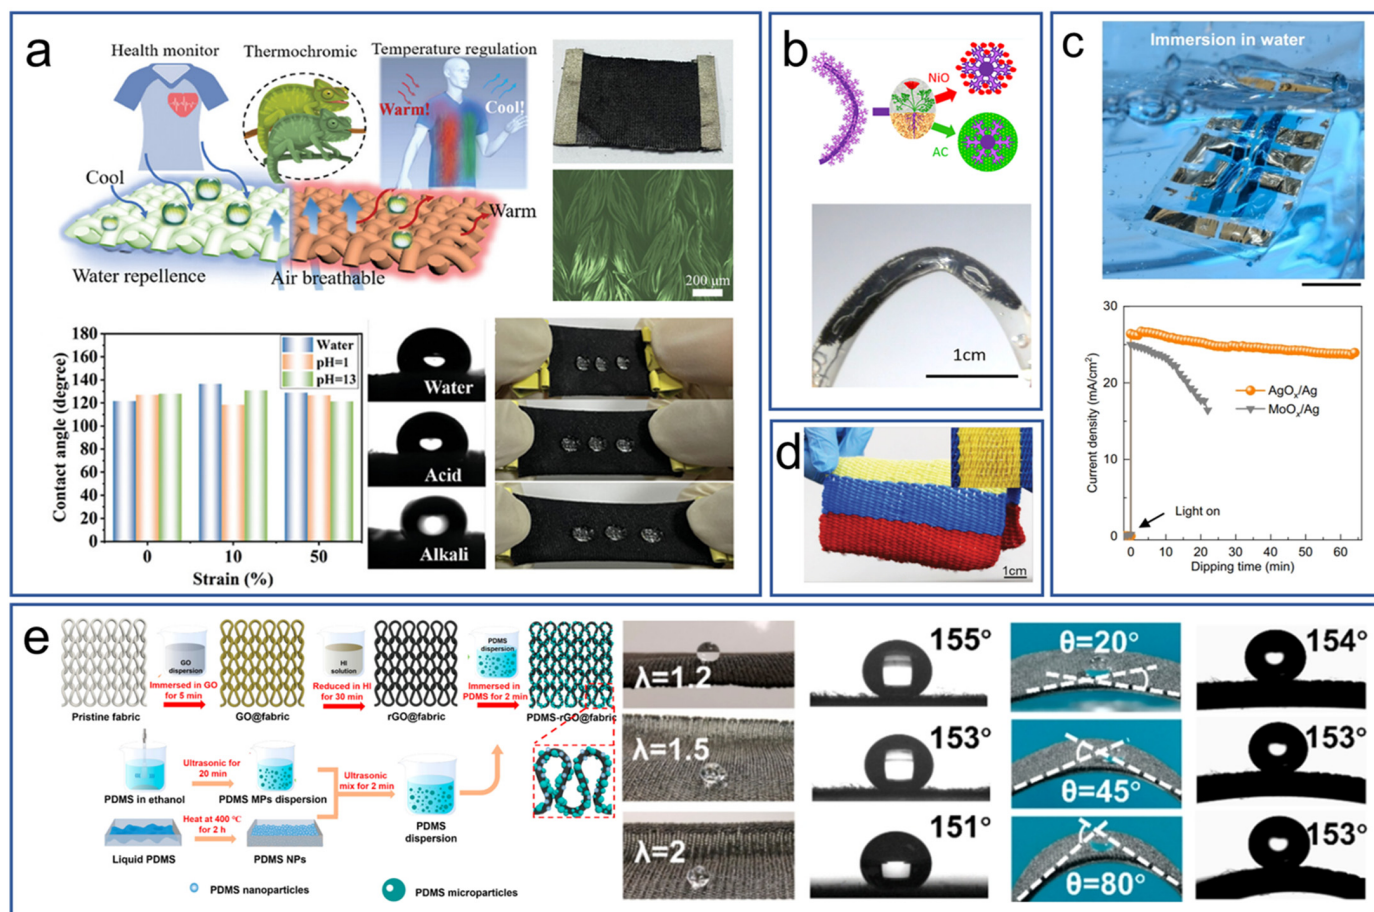 a
Health monitor
Thermochromic
Temperature regulation
Warm!
Cool!
Cool
Warm
Water repellence
Air breathable
200 μm
180
160
140
120
100
80
60
40
20
0
Contact angle (degree)
Water
pH=1
pH=13
0
10
50
Strain (%)
Water
Acid
Alkali
b
NiO
AC
1cm
c
Immersion in water
30
20
10
0
Current density (mA/cm²)
AgOₓ/Ag
MoOₓ/Ag
Light on
0
10
20
30
40
50
60
Dipping time (min)
d
1cm
e
GO
dispersion
HI
solution
PDMS
dispersion
Immersed in GO
for 5 min
Reduced in HI
for 30 min
Immersed in
PDMS for 2 min
Pristine fabric
GO@fabric
rGO@fabric
PDMS-rGO@fabric
Ultrasonic for
20 min
PDMS in ethanol
PDMS MPs dispersion
Ultrasonic
mix for 2 min
Heat at 400 ℃
for 2 h
Liquid PDMS
PDMS NPs
PDMS
dispersion
PDMS nanoparticles
PDMS microparticles
λ=1.2
155°
λ=1.5
153°
λ=2
151°
θ=20°
154°
θ=45°
153°
θ=80°
153°